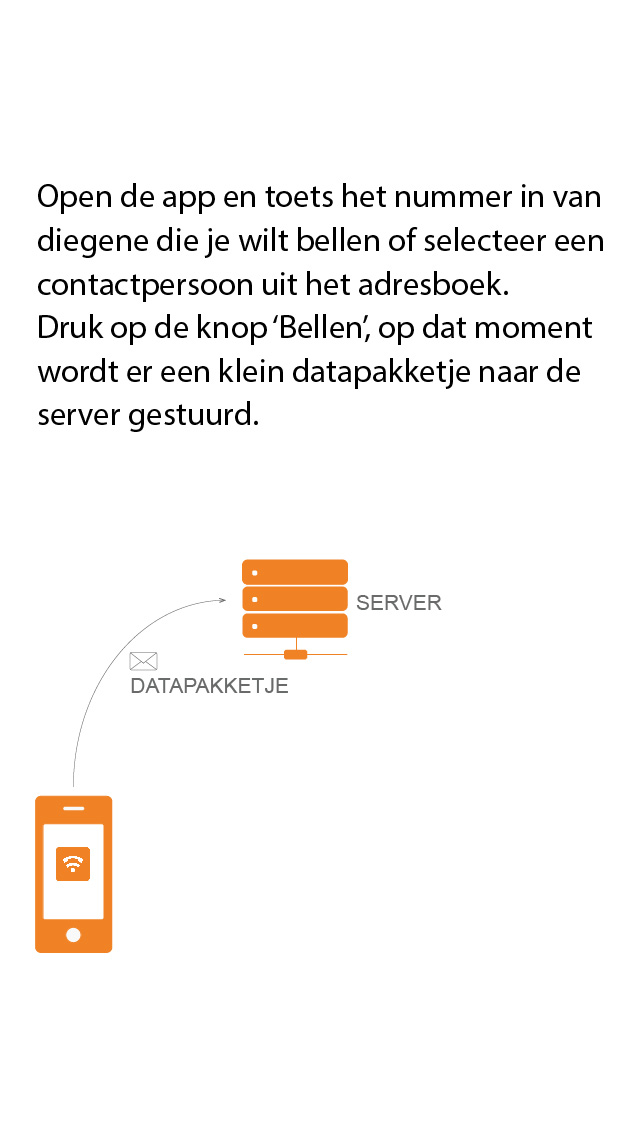 Open de app en toets het nummer in van
diegene die je wilt bellen of selecteer een
contactpersoon uit het adresboek.
Druk op de knop ‘Bellen’, op dat moment
wordt er een klein datapakketje naar de
server gestuurd.
SERVER
DATAPAKKETJE